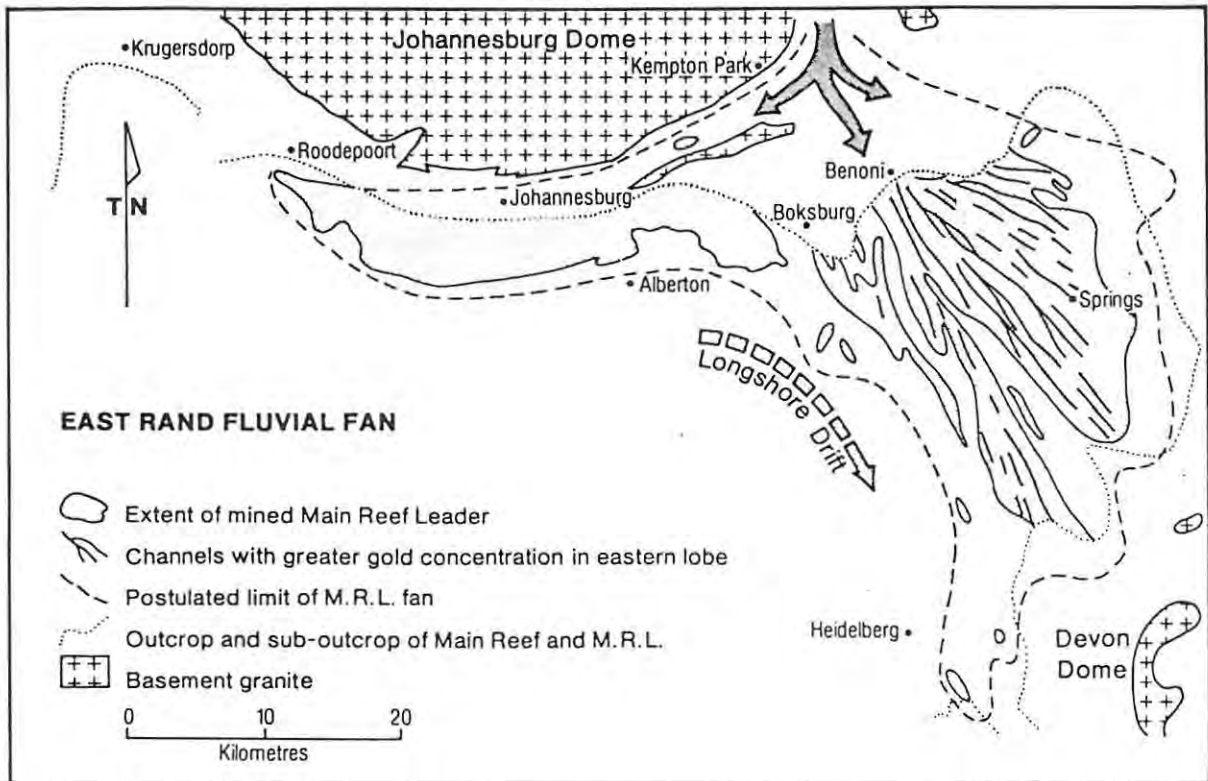 Krugersdorp
Johannesburg Dome
Kempton Park
Roodepoort
T N
Johannesburg
Benoni
Boksburg
Alberton
Springs
Longshore Drift
EAST RAND FLUVIAL FAN
Extent of mined Main Reef Leader
Channels with greater gold concentration in eastern lobe
Postulated limit of M.R.L. fan
Outcrop and sub-outcrop of Main Reef and M.R.L.
Basement granite
Heidelberg
Devon
Dome
0 10 20
Kilometres